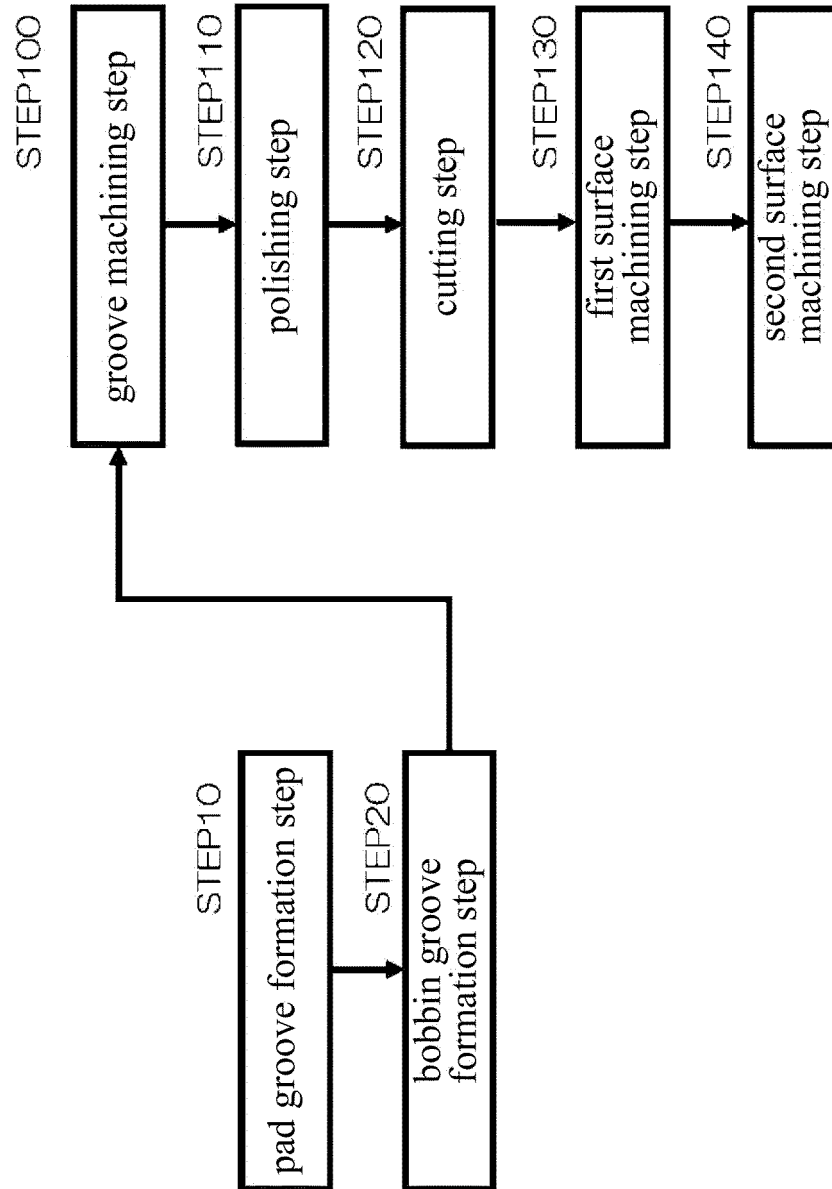 STEP10
pad groove formation step
STEP20
bobbin groove
formation step
STEP100
groove machining step
STEP110
polishing step
STEP120
cutting step
STEP130
first surface
machining step
STEP140
second surface
machining step